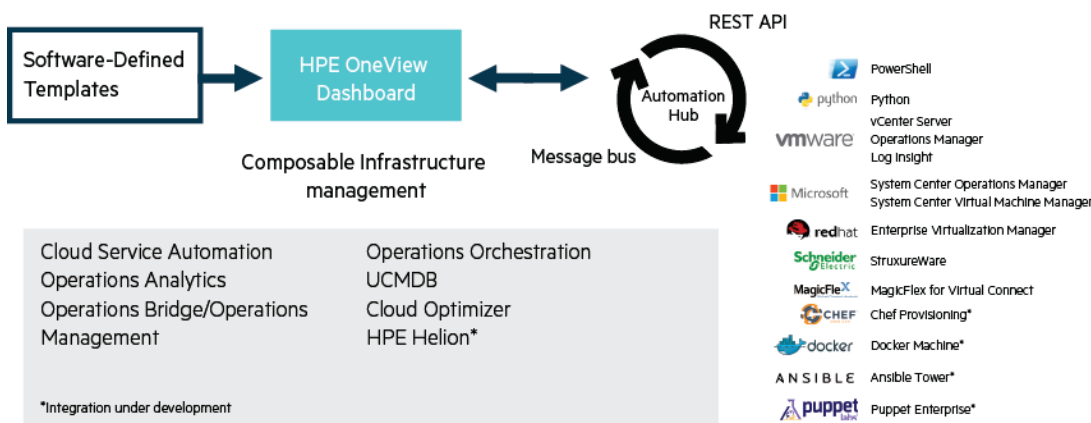 REST API
Software-Defined
Templates
HPE OneView
Dashboard
Automation
Hub
Message bus
Composable Infrastructure
management
PowerShell
python Python
vmware vCenter Server
Operations Manager
Log Insight
Microsoft System Center Operations Manager
System Center Virtual Machine Manager
redhat Enterprise Virtualization Manager
Schneider
Electric
StruxureWare
MagicFleX MagicFlex for Virtual Connect
CHEF Chef Provisioning*
docker Docker Machine*
ANSIBLE Ansible Tower*
puppet
labs
Puppet Enterprise*
Cloud Service Automation
Operations Analytics
Operations Bridge/Operations
Management
Operations Orchestration
UCMDB
Cloud Optimizer
HPE Helion*
*Integration under development